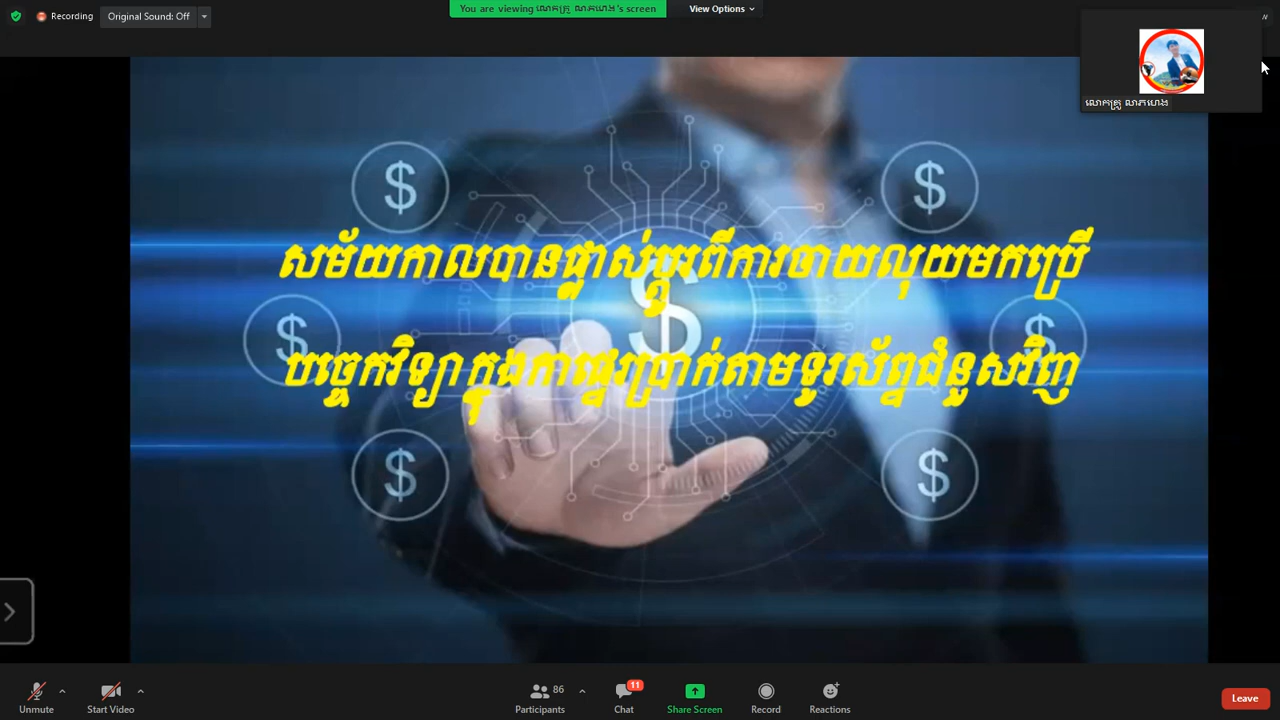 Recording
Original Sound: Off
You are viewing លោកគ្រូ ណភហេង's screen
View Options
លោកគ្រូ ណភហេង
សម័យកាលបានផ្លាស់ប្តូរពីការចាយលុយមកប្រើ
បច្ចេកវិទ្យាក្នុងការផ្ទេរប្រាក់តាមទូរស័ព្ទជំនួសវិញ
Unmute
Start Video
86
Participants
11
Chat
Share Screen
Record
Reactions
Leave